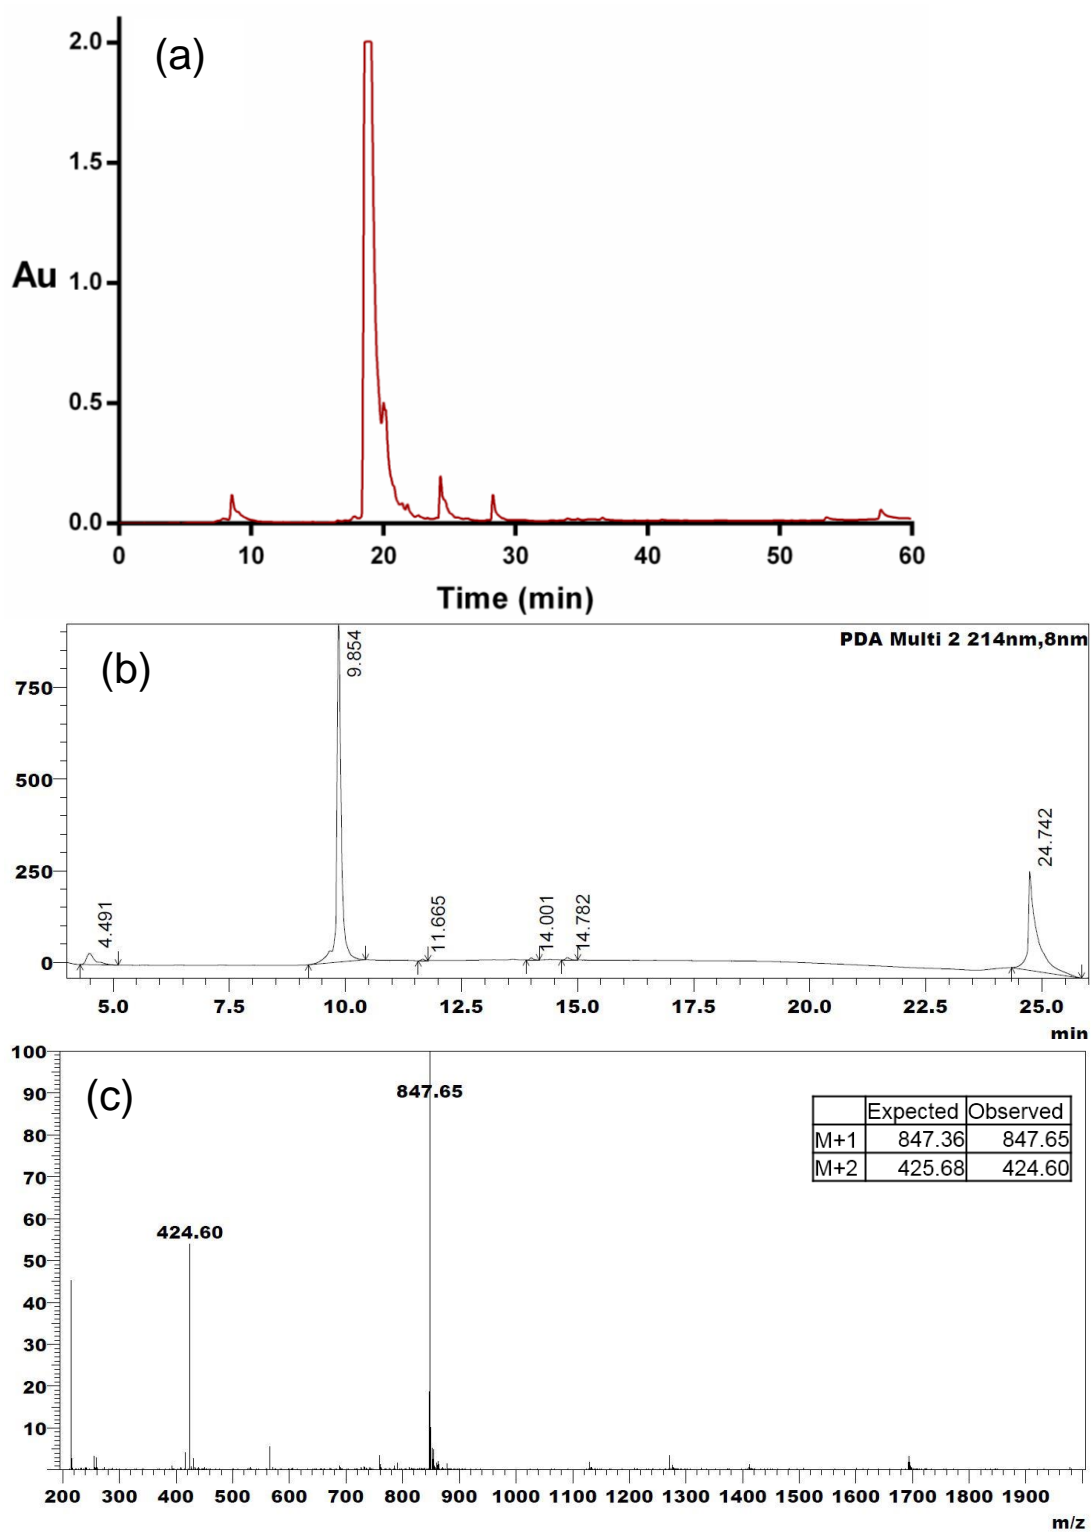 (a)
2.0
1.5
Au 1.0
0.5
0.0
0 10 20 30 40 50 60
Time (min)
PDA Multi 2 214nm,8nm
(b)
9.854
750
500
250
24.742
4.491
11.665
14.001
14.782
0
5.0 7.5 10.0 12.5 15.0 17.5 20.0 22.5 25.0
min
100
(c)
847.65
90
Expected Observed
M+1 847.36 847.65
M+2 425.68 424.60
80
70
60
424.60
50
40
30
20
10
200 300 400 500 600 700 800 900 1000 1100 1200 1300 1400 1500 1600 1700 1800 1900
m/z